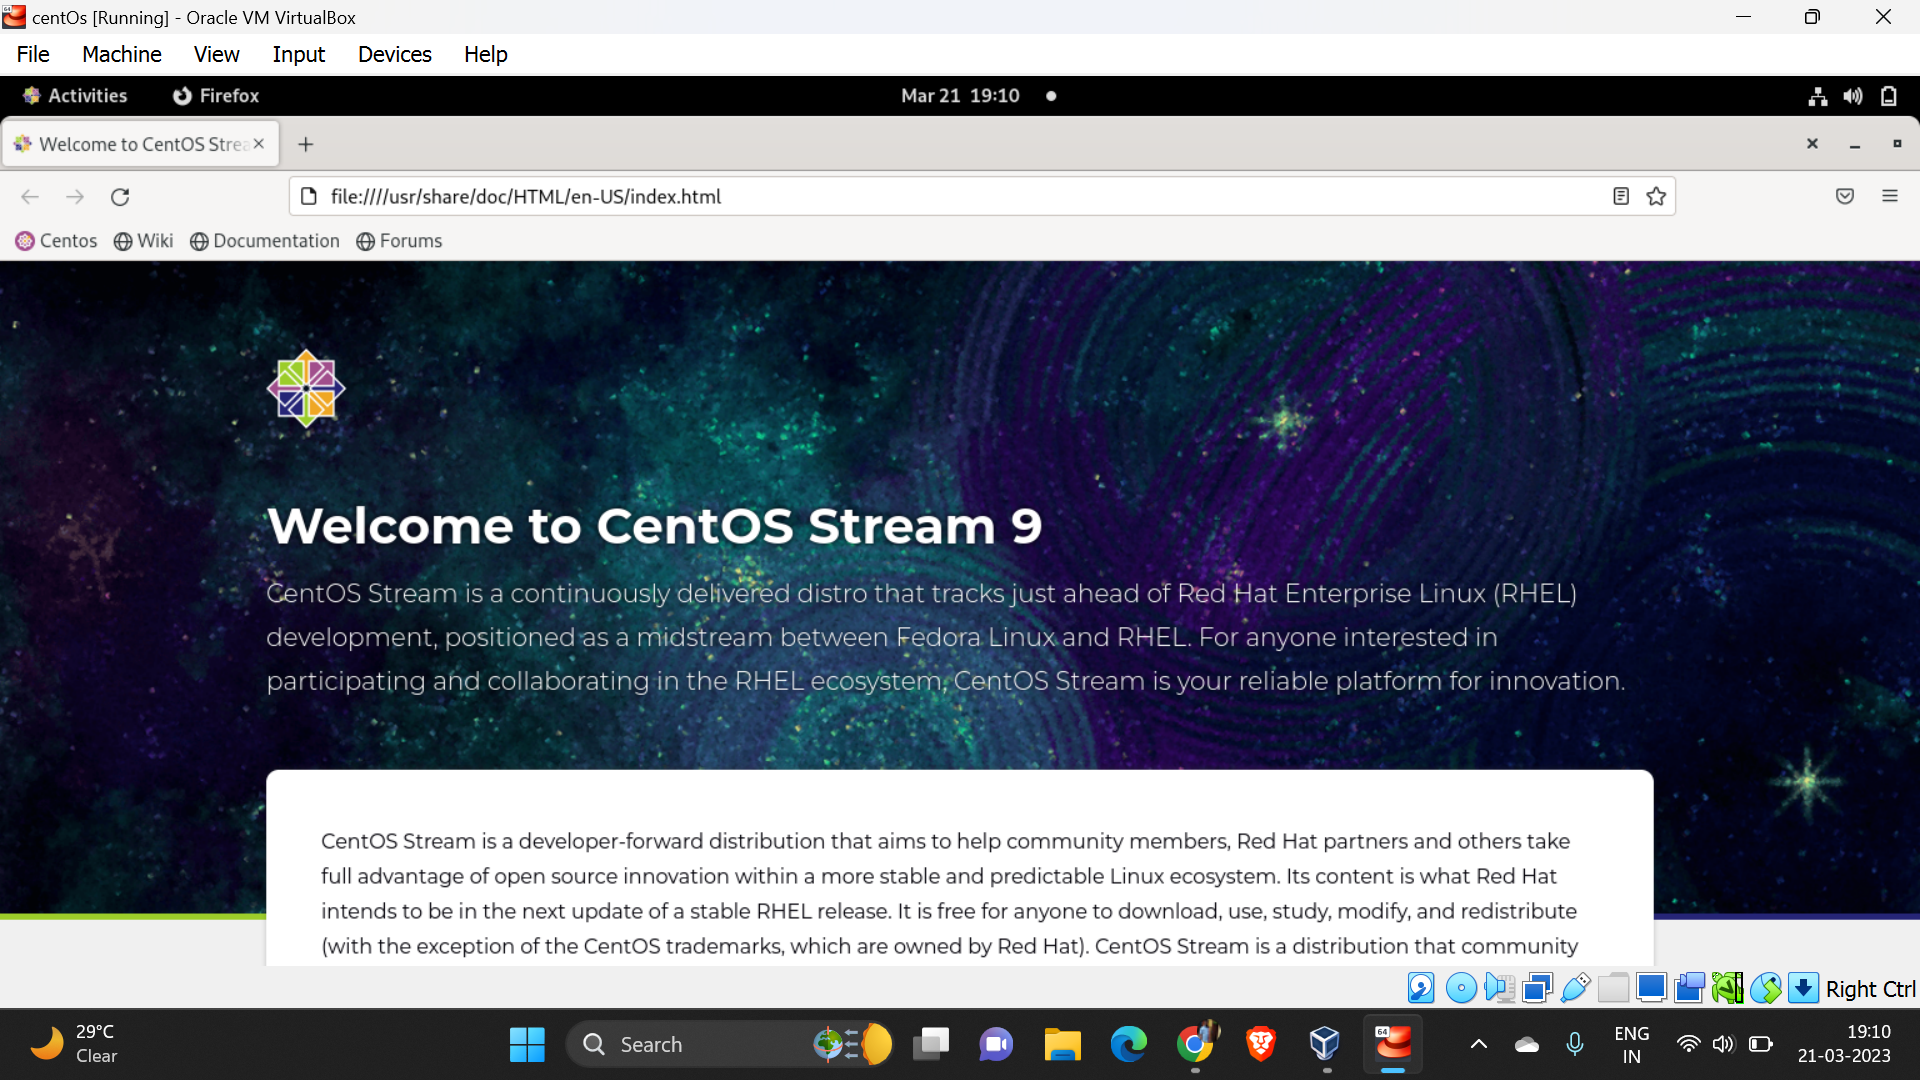 centOs [Running] - Oracle VM VirtualBox
File Machine View Input Devices Help
Activities Firefox Mar 21 19:10
Welcome to CentOS Strea
file:////usr/share/doc/HTML/en-US/index.html
Centos Wiki Documentation Forums
Welcome to CentOS Stream 9
CentOS Stream is a continuously delivered distro that tracks just ahead of Red Hat Enterprise Linux (RHEL)
development, positioned as a midstream between Fedora Linux and RHEL. For anyone interested in
participating and collaborating in the RHEL ecosystem, CentOS Stream is your reliable platform for innovation.
CentOS Stream is a developer-forward distribution that aims to help community members, Red Hat partners and others take
full advantage of open source innovation within a more stable and predictable Linux ecosystem. Its content is what Red Hat
intends to be in the next update of a stable RHEL release. It is free for anyone to download, use, study, modify, and redistribute
(with the exception of the CentOS trademarks, which are owned by Red Hat). CentOS Stream is a distribution that community
Right Ctrl
29°C
Clear
Search
64
ENG
IN
19:10
21-03-2023